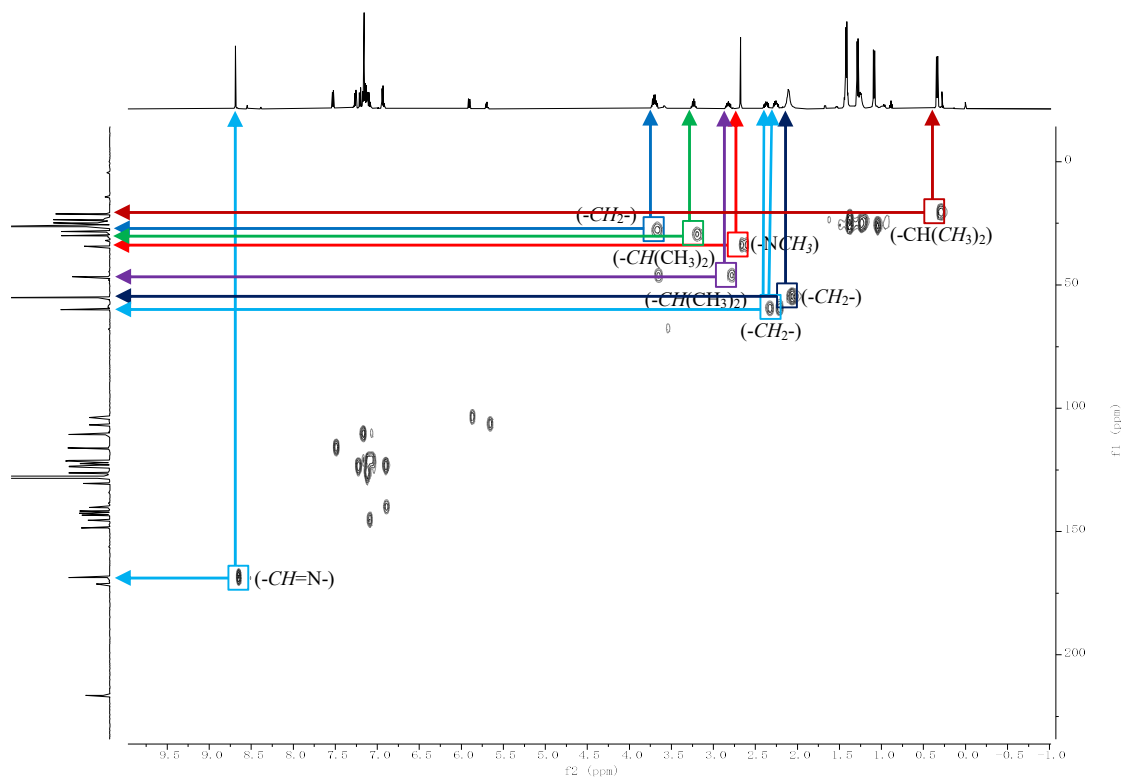 0
(-CH2-)
(-CH(CH3)2)
(-NCH3)
(-CH(CH3)2)
50
(-CH(CH3)2)
(-CH2-)
(-CH2-)
100
f1 (ppm)
150
(-CH=N-)
200
9.5 9.0 8.5 8.0 7.5 7.0 6.5 6.0 5.5 5.0 4.5 4.0 3.5 3.0 2.5 2.0 1.5 1.0 0.5 0.0 -0.5 -1.0
f2 (ppm)